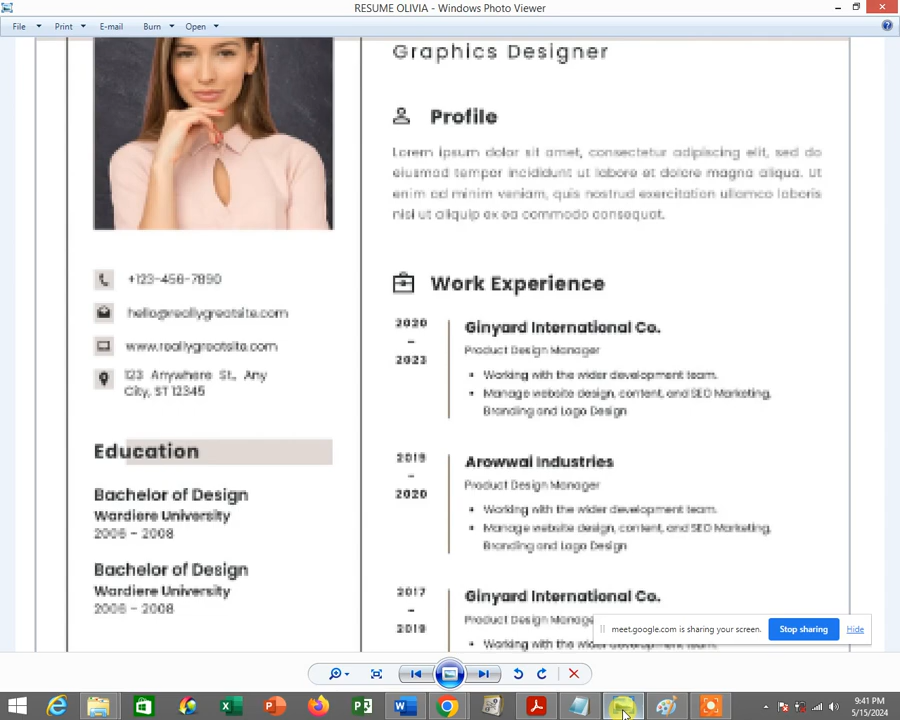 RESUME OLIVIA - Windows Photo Viewer
File Print E-mail Burn Open
Graphics Designer
Profile
Lorem ipsum dolor sit amet, consectetur adipiscing elit, sed do
eiusmod tempor incididunt ut labore et dolore magna aliqua. Ut
enim ad minim veniam, quis nostrud exercitation ullamco laboris
nisi ut aliquip ex ea commodo consequat.
+123-456-7890
hello@reallygreatsite.com
www.reallygreatsite.com
123 Anywhere St., Any
City, ST 12345
Education
Bachelor of Design
Wardiere University
2006 - 2008
Bachelor of Design
Wardiere University
2006 - 2008
Work Experience
2020
-
2023
Ginyard International Co.
Product Design Manager
• Working with the wider development team.
• Manage website design, content, and SEO Marketing,
Branding and Logo Design
2019
-
2020
Arowwai Industries
Product Design Manager
• Working with the wider development team.
• Manage website design, content, and SEO Marketing,
Branding and Logo Design
2017
-
2019
Ginyard International Co.
Product Design Manage
• Working with the wid
meet.google.com is sharing your screen. Stop sharing Hide
9:41 PM
5/15/2024